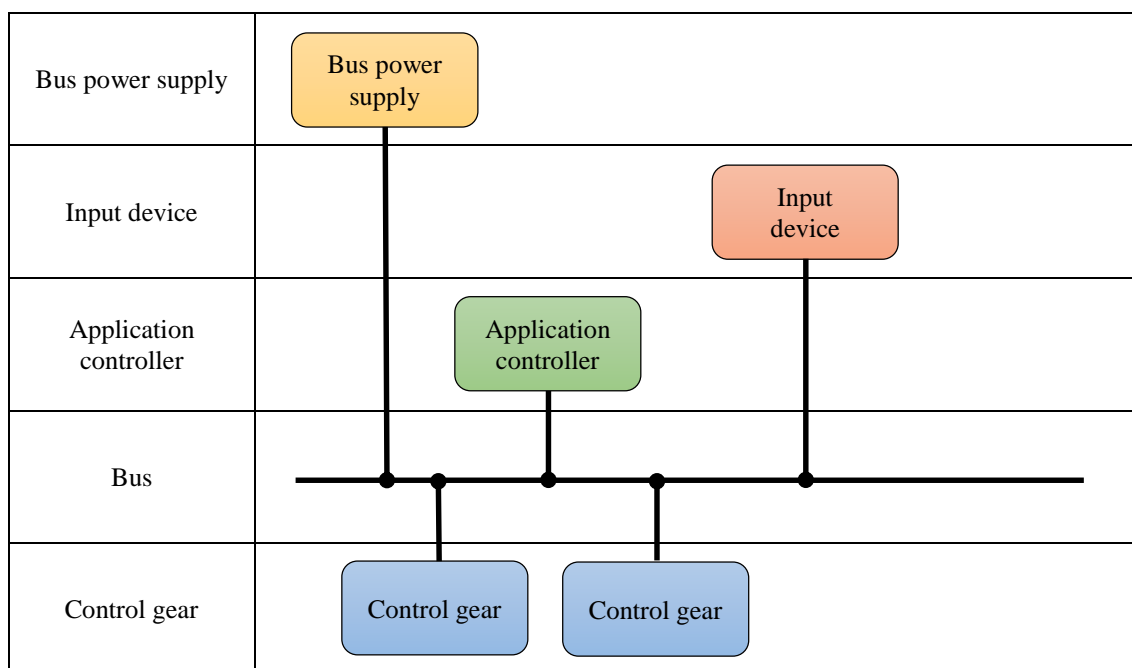 Bus power supply
Bus power
supply
Input device
Input
device
Application
controller
Application
controller
Bus
Control gear
Control gear
Control gear